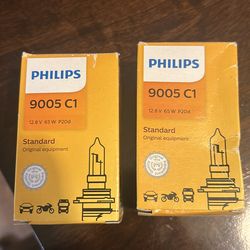 PHILIPS
9005 C1
12.8 V 65 W P20d
Standard
Original equipment
PHILIPS
9005 C1
12.8 V 65 W P20d
Standard
Original equipment